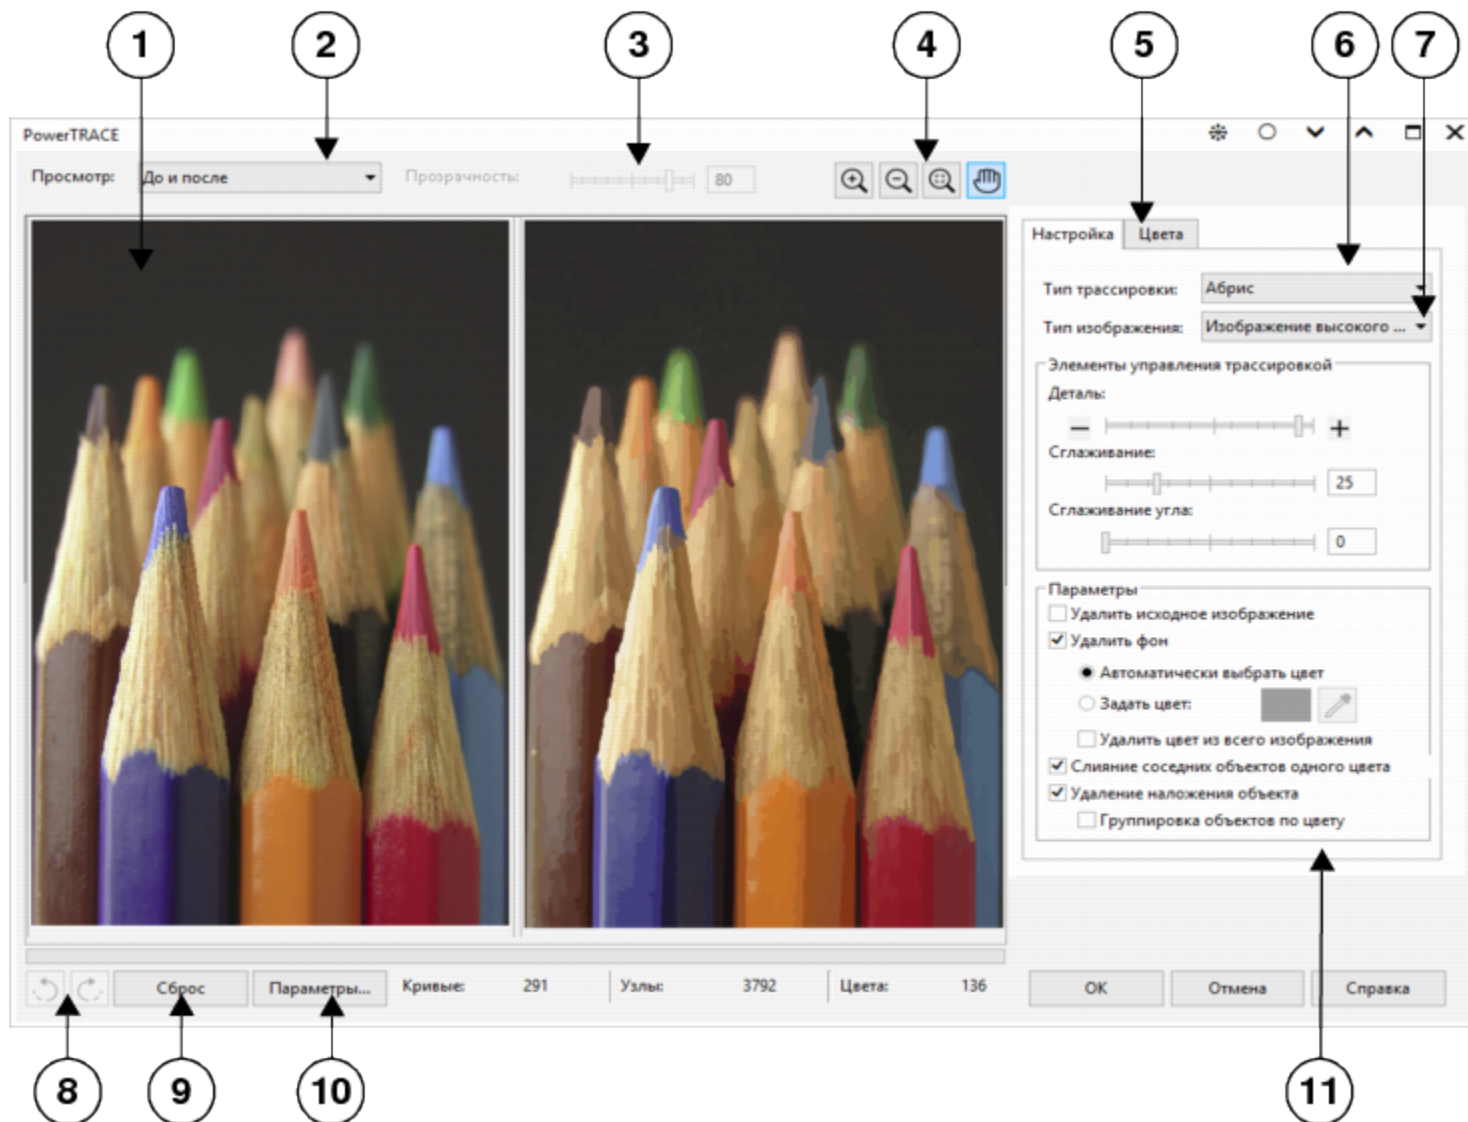 1 2 3 4 5 6 7
PowerTRACE
Просмотр: До и после Прозрачность: 80
Настройка Цвета
Тип трассировки: Абрис
Тип изображения: Изображение высокого ...
Элементы управления трассировкой
Деталь:
Сглаживание:
25
Сглаживание угла:
0
Параметры
Удалить исходное изображение
Удалить фон
Автоматически выбрать цвет
Задать цвет:
Удалить цвет из всего изображения
Слияние соседних объектов одного цвета
Удаление наложения объекта
Группировка объектов по цвету
Сброс Параметры... Кривые: 291 Узлы: 3792 Цвета: 136 ОК Отмена Справка
8 9 10 11